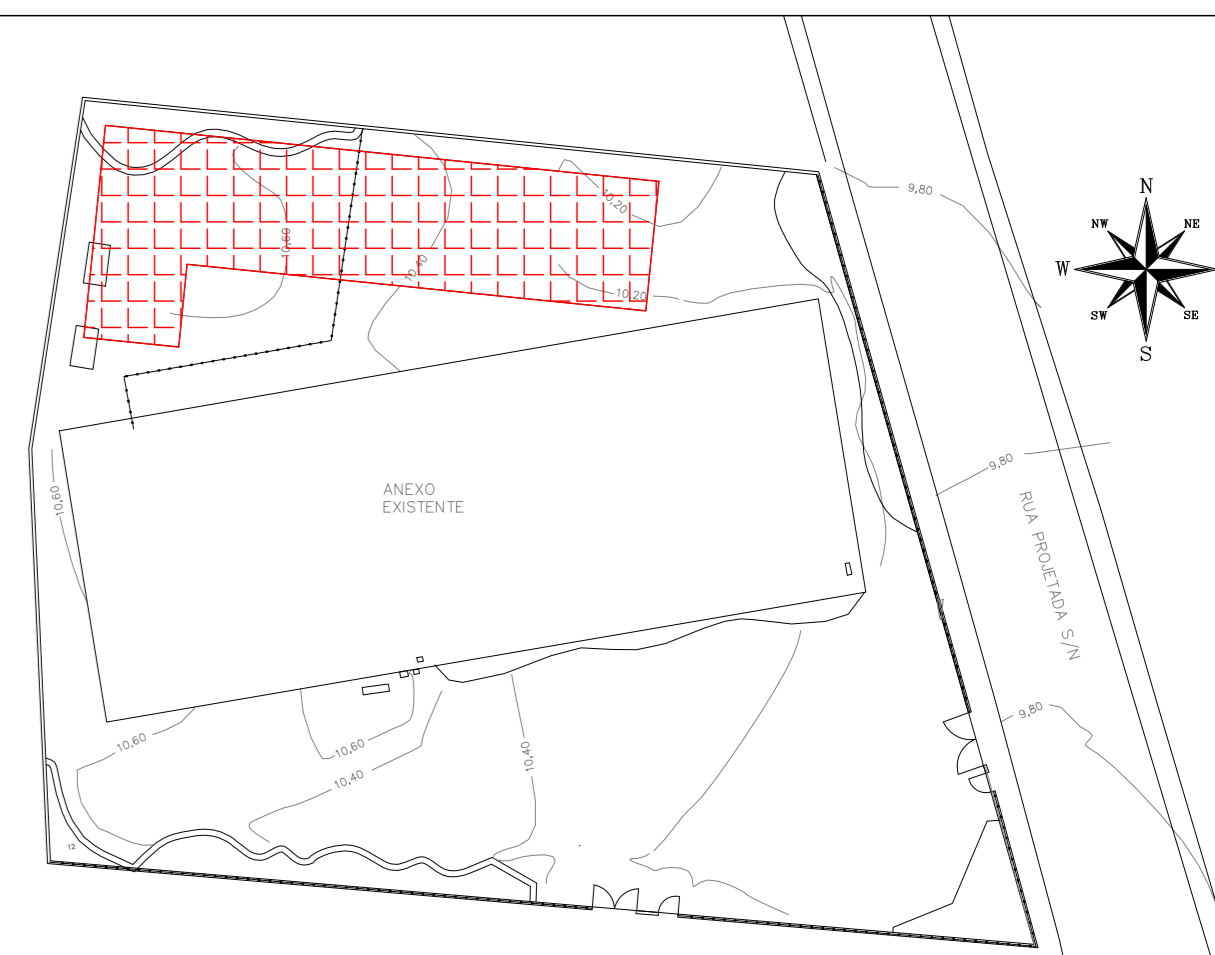 9,80
N
NW
NE
W
SW
SE
S
10,20
10,60
10,40
10,20
ANEXO
EXISTENTE
10,60
9,80
RUA PROJETADA S/N
9,80
10,60
10,60
10,40
10,40
12